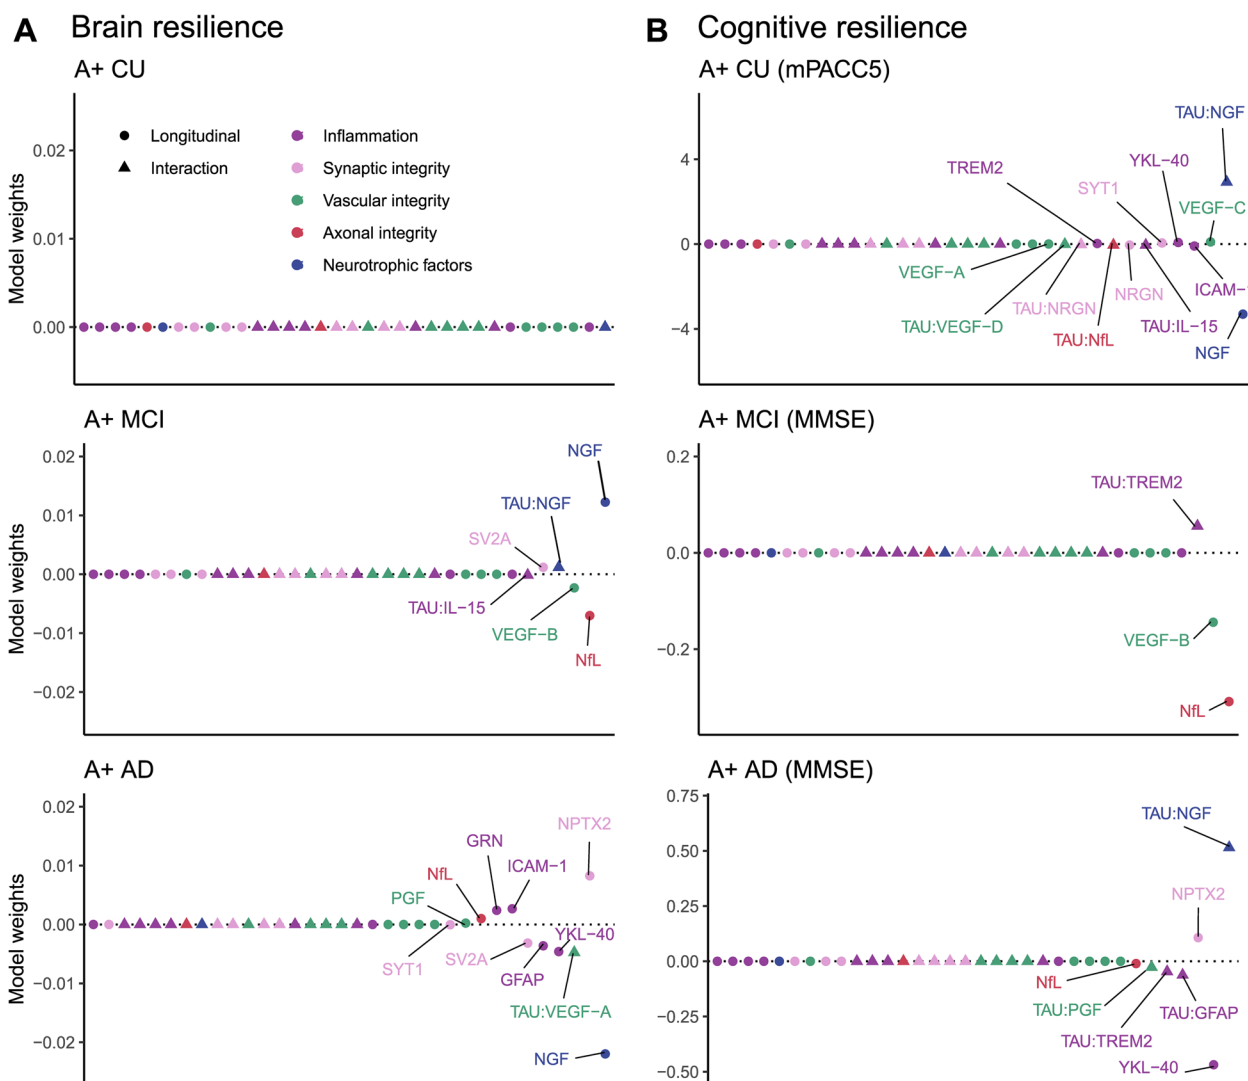 A Brain resilience
A+ CU
Model weights
0.02
0.01
0.00
Longitudinal
Interaction
Inflammation
Synaptic integrity
Vascular integrity
Axonal integrity
Neurotrophic factors
A+ MCI
Model weights
0.02
0.01
0.00
−0.01
−0.02
NGF
TAU:NGF
SV2A
TAU:IL−15
VEGF−B
NfL
A+ AD
Model weights
0.02
0.01
0.00
−0.01
−0.02
NPTX2
GRN
ICAM−1
NfL
PGF
YKL−40
SYT1
SV2A
GFAP
TAU:VEGF−A
NGF
B Cognitive resilience
A+ CU (mPACC5)
4
0
−4
TAU:NGF
YKL−40
TREM2
SYT1
VEGF−C
VEGF−A
ICAM−
NRGN
TAU:NRGN
TAU:VEGF−D
TAU:IL−15
TAU:NfL
NGF
A+ MCI (MMSE)
0.2
0.0
−0.2
TAU:TREM2
VEGF−B
NfL
A+ AD (MMSE)
0.75
0.50
0.25
0.00
−0.25
−0.50
TAU:NGF
NPTX2
NfL
TAU:PGF
TAU:GFAP
TAU:TREM2
YKL−40